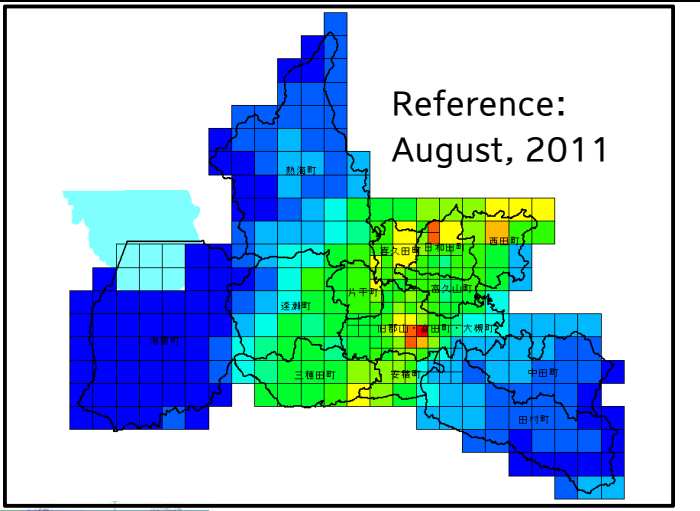 Reference:
August, 2011
熱海町
喜久田町
日和田町
西田町
片平町
富久山町
逢瀬町
旧郡山・富田町・大槻町
湖南町
三穂田町
安積町
中田町
田村町